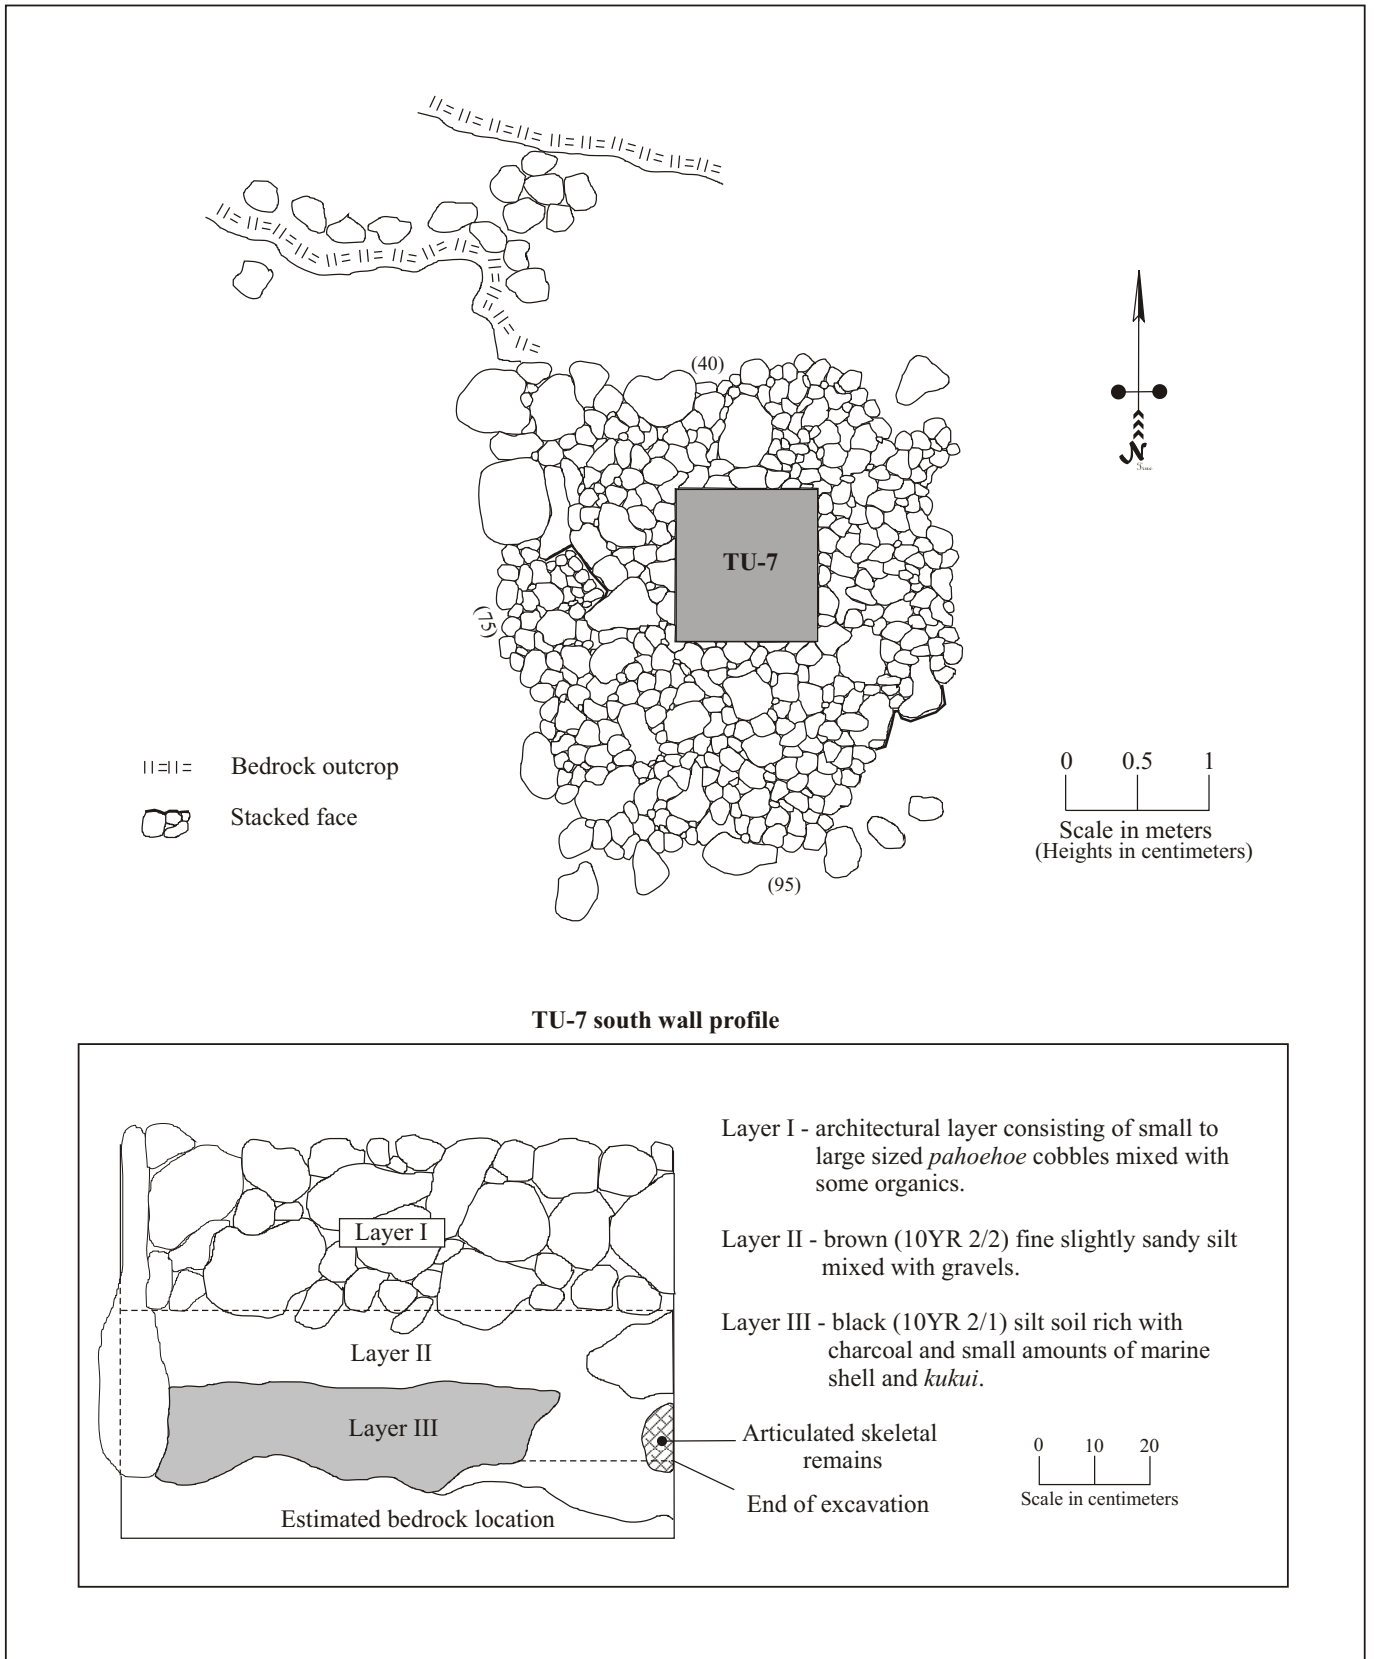 (40)
N
True
TU-7
(75)
Bedrock outcrop
Stacked face
0 0.5 1
Scale in meters
(Heights in centimeters)
(95)
TU-7 south wall profile
Layer I - architectural layer consisting of small to
large sized pahoehoe cobbles mixed with
some organics.
Layer II - brown (10YR 2/2) fine slightly sandy silt
mixed with gravels.
Layer III - black (10YR 2/1) silt soil rich with
charcoal and small amounts of marine
shell and kukui.
Layer I
Layer II
Layer III
Articulated skeletal
remains
End of excavation
Estimated bedrock location
0 10 20
Scale in centimeters